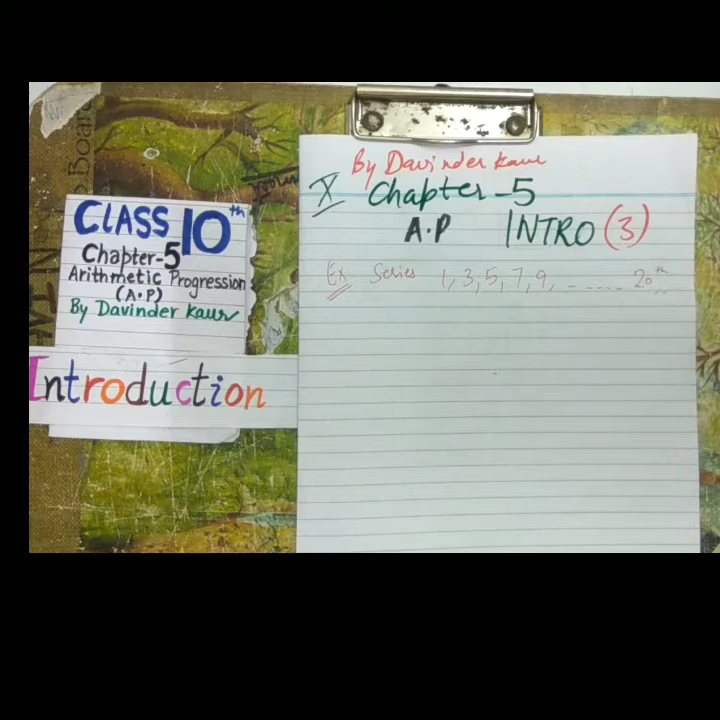 CLASS 10th
Chapter-5
Arithmetic Progression
(A.P)
By Davinder Kaur
Introduction
By Davinder Kaur
X Chapter-5
A.P INTRO (3)
Ex Series 1, 3, 5, 7, 9, ------ 20th